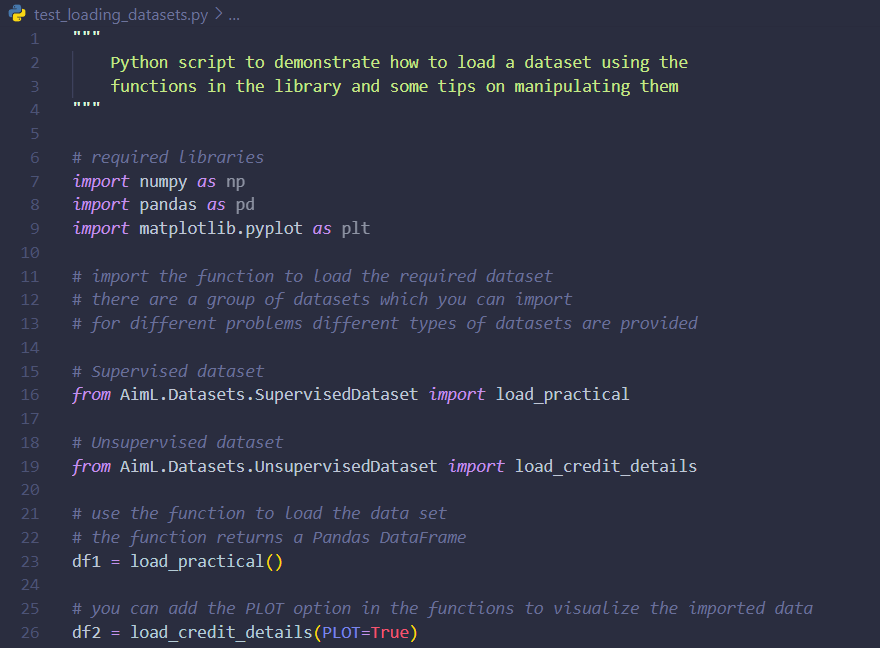 test_loading_datasets.py > ...
1 """
2     Python script to demonstrate how to load a dataset using the
3     functions in the library and some tips on manipulating them
4 """
5
6 # required libraries
7 import numpy as np
8 import pandas as pd
9 import matplotlib.pyplot as plt
10
11 # import the function to load the required dataset
12 # there are a group of datasets which you can import
13 # for different problems different types of datasets are provided
14
15 # Supervised dataset
16 from AimL.Datasets.SupervisedDataset import load_practical
17
18 # Unsupervised dataset
19 from AimL.Datasets.UnsupervisedDataset import load_credit_details
20
21 # use the function to load the data set
22 # the function returns a Pandas DataFrame
23 df1 = load_practical()
24
25 # you can add the PLOT option in the functions to visualize the imported data
26 df2 = load_credit_details(PLOT=True)